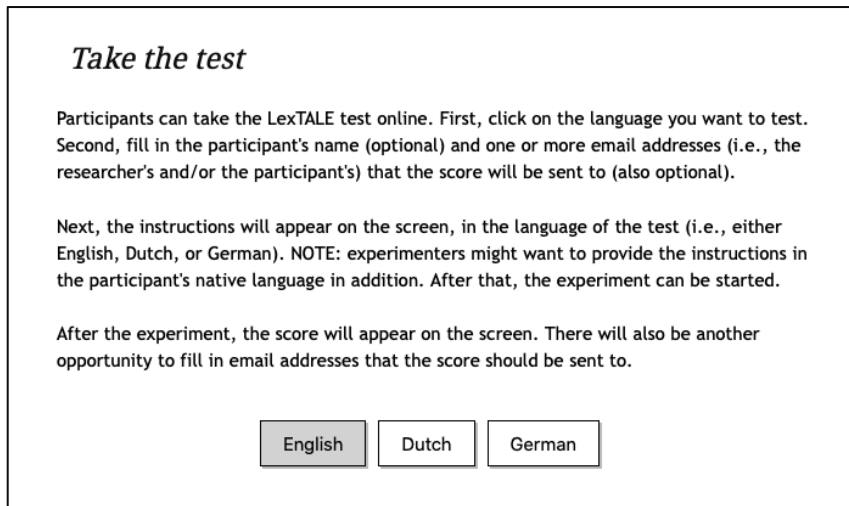 Take the test
Participants can take the LexTALE test online. First, click on the language you want to test.
Second, fill in the participant's name (optional) and one or more email addresses (i.e., the
researcher's and/or the participant's) that the score will be sent to (also optional).
Next, the instructions will appear on the screen, in the language of the test (i.e., either
English, Dutch, or German). NOTE: experimenters might want to provide the instructions in
the participant's native language in addition. After that, the experiment can be started.
After the experiment, the score will appear on the screen. There will also be another
opportunity to fill in email addresses that the score should be sent to.
English Dutch German